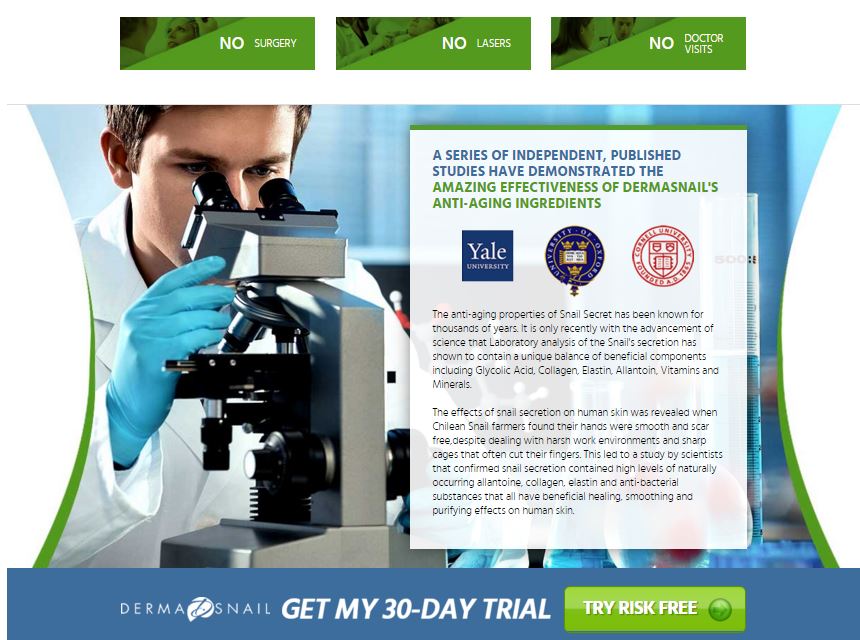 NO SURGERY
NO LASERS
NO DOCTOR
VISITS
A SERIES OF INDEPENDENT, PUBLISHED
STUDIES HAVE DEMONSTRATED THE
AMAZING EFFECTIVENESS OF DERMASNAIL'S
ANTI-AGING INGREDIENTS
Yale
UNIVERSITY
UNIVERSITY · OF · OXFORD
CORNELL UNIVERSITY
FOUNDED A.D. 1865
500:
The anti-aging properties of Snail Secret has been known for
thousands of years. It is only recently with the advancement of
science that Laboratory analysis of the Snail's secretion has
shown to contain a unique balance of beneficial components
including Glycolic Acid, Collagen, Elastin, Allantoin, Vitamins and
Minerals.
The effects of snail secretion on human skin was revealed when
Chilean Snail farmers found their hands were smooth and scar
free,despite dealing with harsh work environments and sharp
cages that often cut their fingers. This led to a study by scientists
that confirmed snail secretion contained high levels of naturally
occurring allantoine, collagen, elastin and anti-bacterial
substances that all have beneficial healing, smoothing and
purifying effects on human skin.
DERMA SNAIL GET MY 30-DAY TRIAL TRY RISK FREE